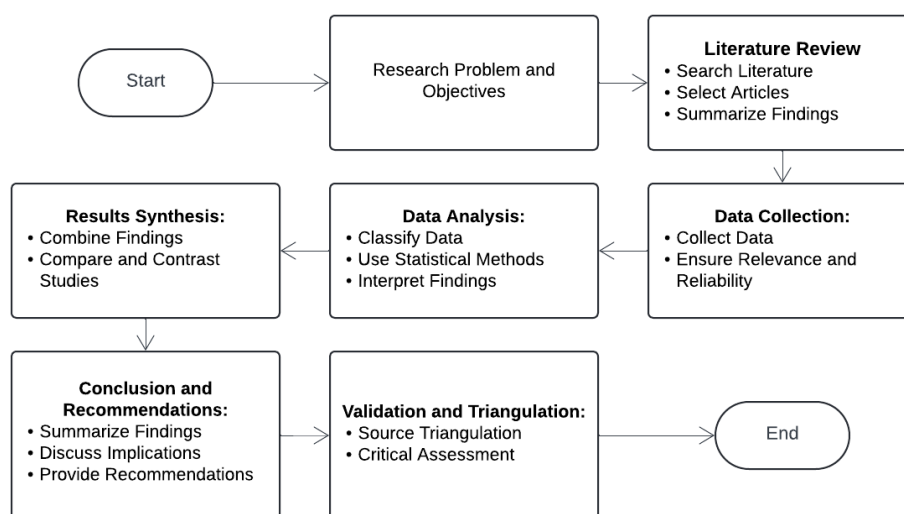 Start
Research Problem and
Objectives
Literature Review
• Search Literature
• Select Articles
• Summarize Findings
Data Collection:
• Collect Data
• Ensure Relevance and
Reliability
Data Analysis:
• Classify Data
• Use Statistical Methods
• Interpret Findings
Results Synthesis:
• Combine Findings
• Compare and Contrast
Studies
Conclusion and
Recommendations:
• Summarize Findings
• Discuss Implications
• Provide Recommendations
Validation and Triangulation:
• Source Triangulation
• Critical Assessment
End